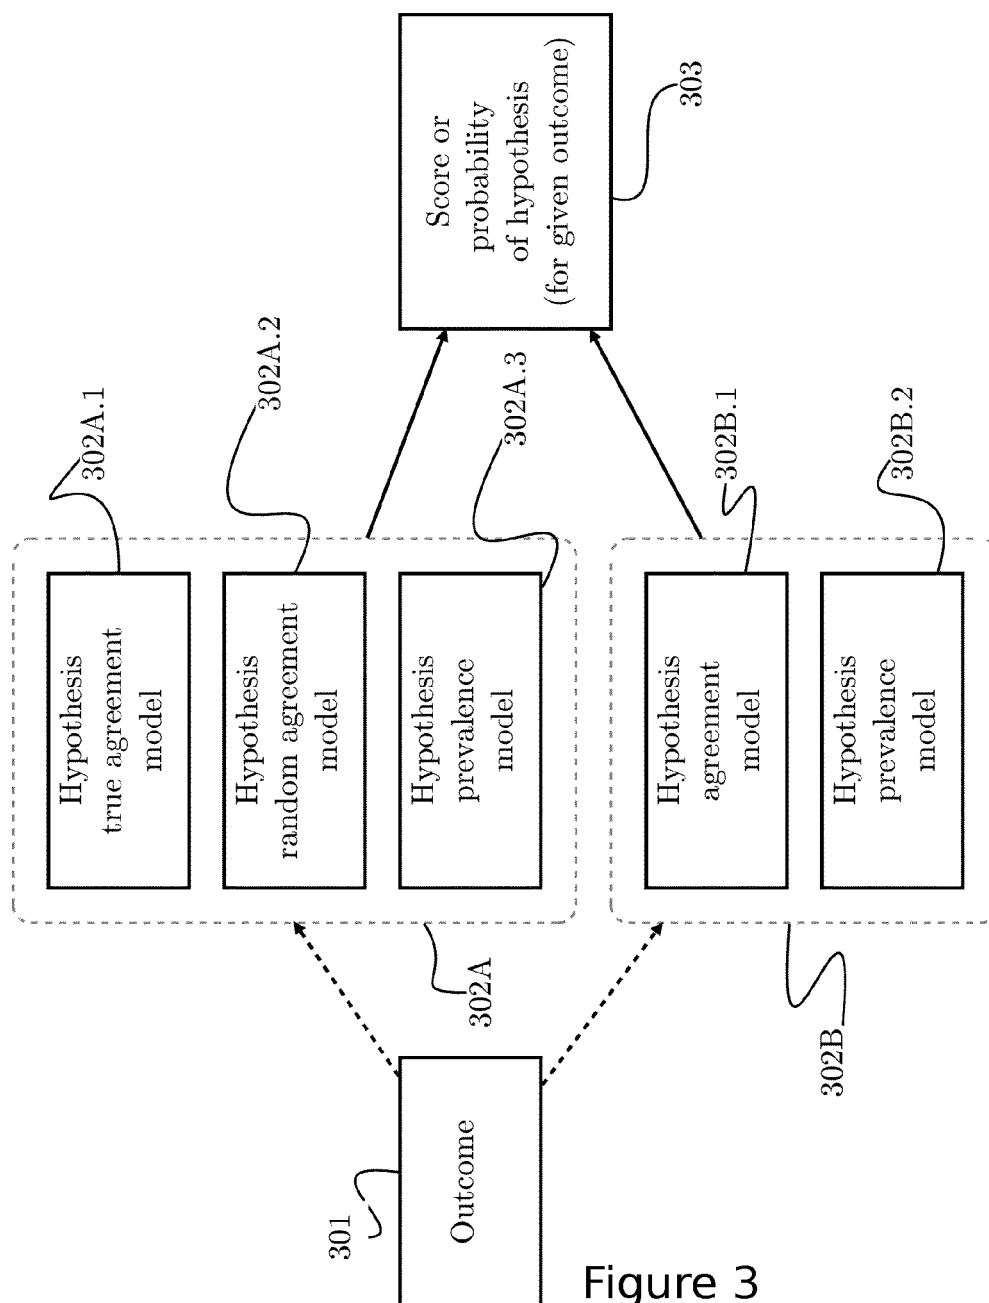 301
Outcome
302A
302A.1
Hypothesis
true agreement
model
302A.2
Hypothesis
random agreement
model
302A.3
Hypothesis
prevalence
model
302B
302B.1
Hypothesis
agreement
model
302B.2
Hypothesis
prevalence
model
Score or
probability
of hypothesis
(for given outcome)
303
Figure 3